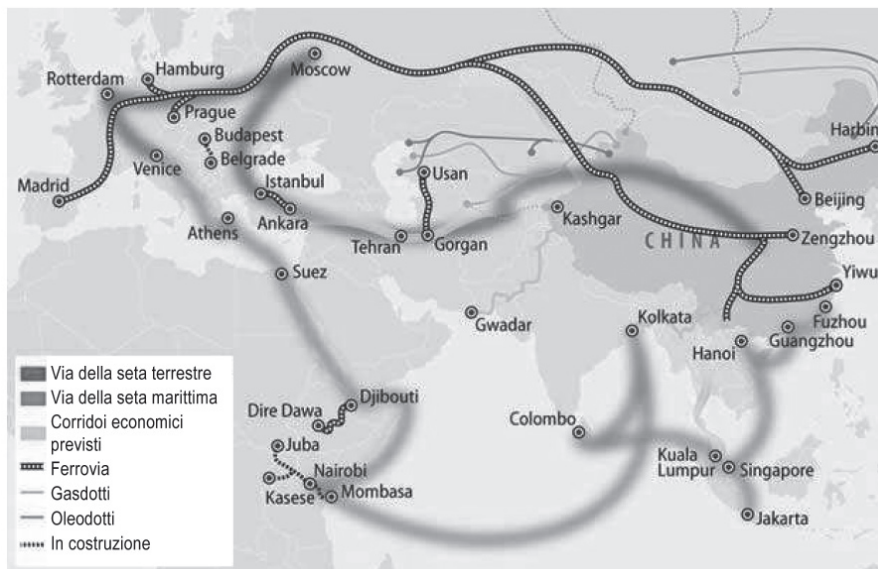 Hamburg
Rotterdam
Moscow
Prague
Budapest
Belgrade
Venice
Madrid
Istanbul
Ankara
Athens
Usan
Tehran
Gorgan
Kashgar
Harbin
Beijing
CHINA
Zengzhou
Yiwu
Suez
Gwadar
Kolkata
Fuzhou
Guangzhou
Hanoi
Djibouti
Dire Dawa
Juba
Nairobi
Kasese
Mombasa
Colombo
Kuala
Lumpur
Singapore
Jakarta
Via della seta terrestre
Via della seta marittima
Corridoi economici
previsti
Ferrovia
Gasdotti
Oleodotti
In costruzione